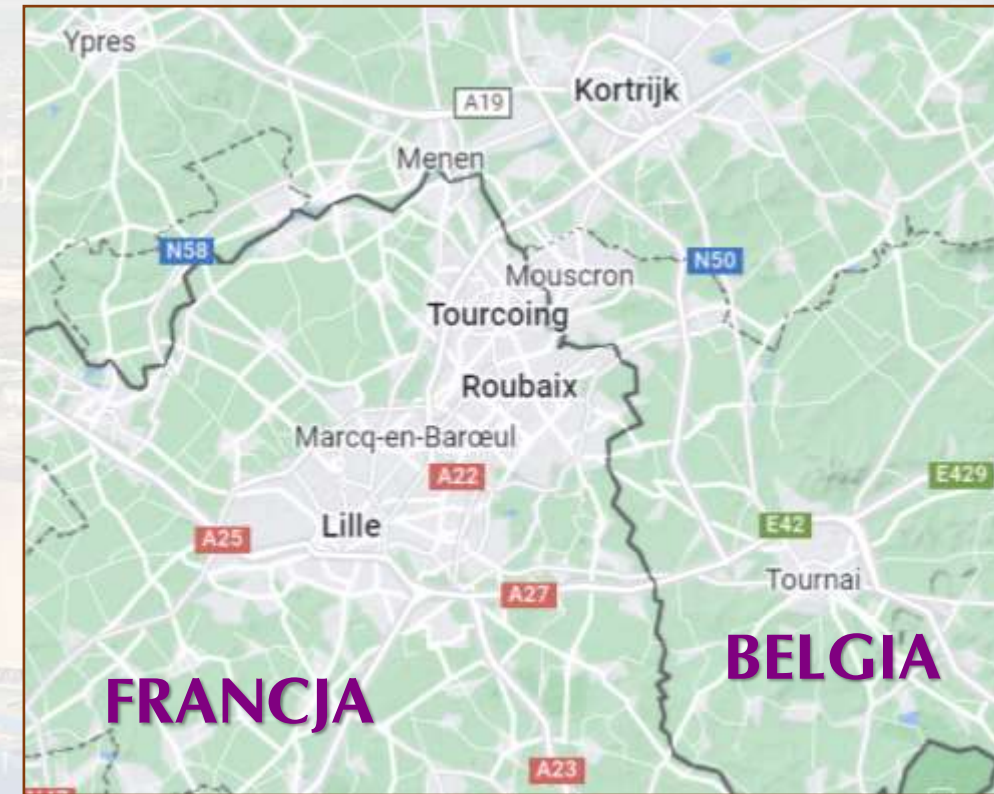 Ypres
Kortrijk
A19
Menen
N58
N50
Mouscron
Tourcoing
Roubaix
Marcq-en-Barœul
A22
E429
Lille
E42
A25
Tournai
A27
BELGIA
FRANCJA
A23